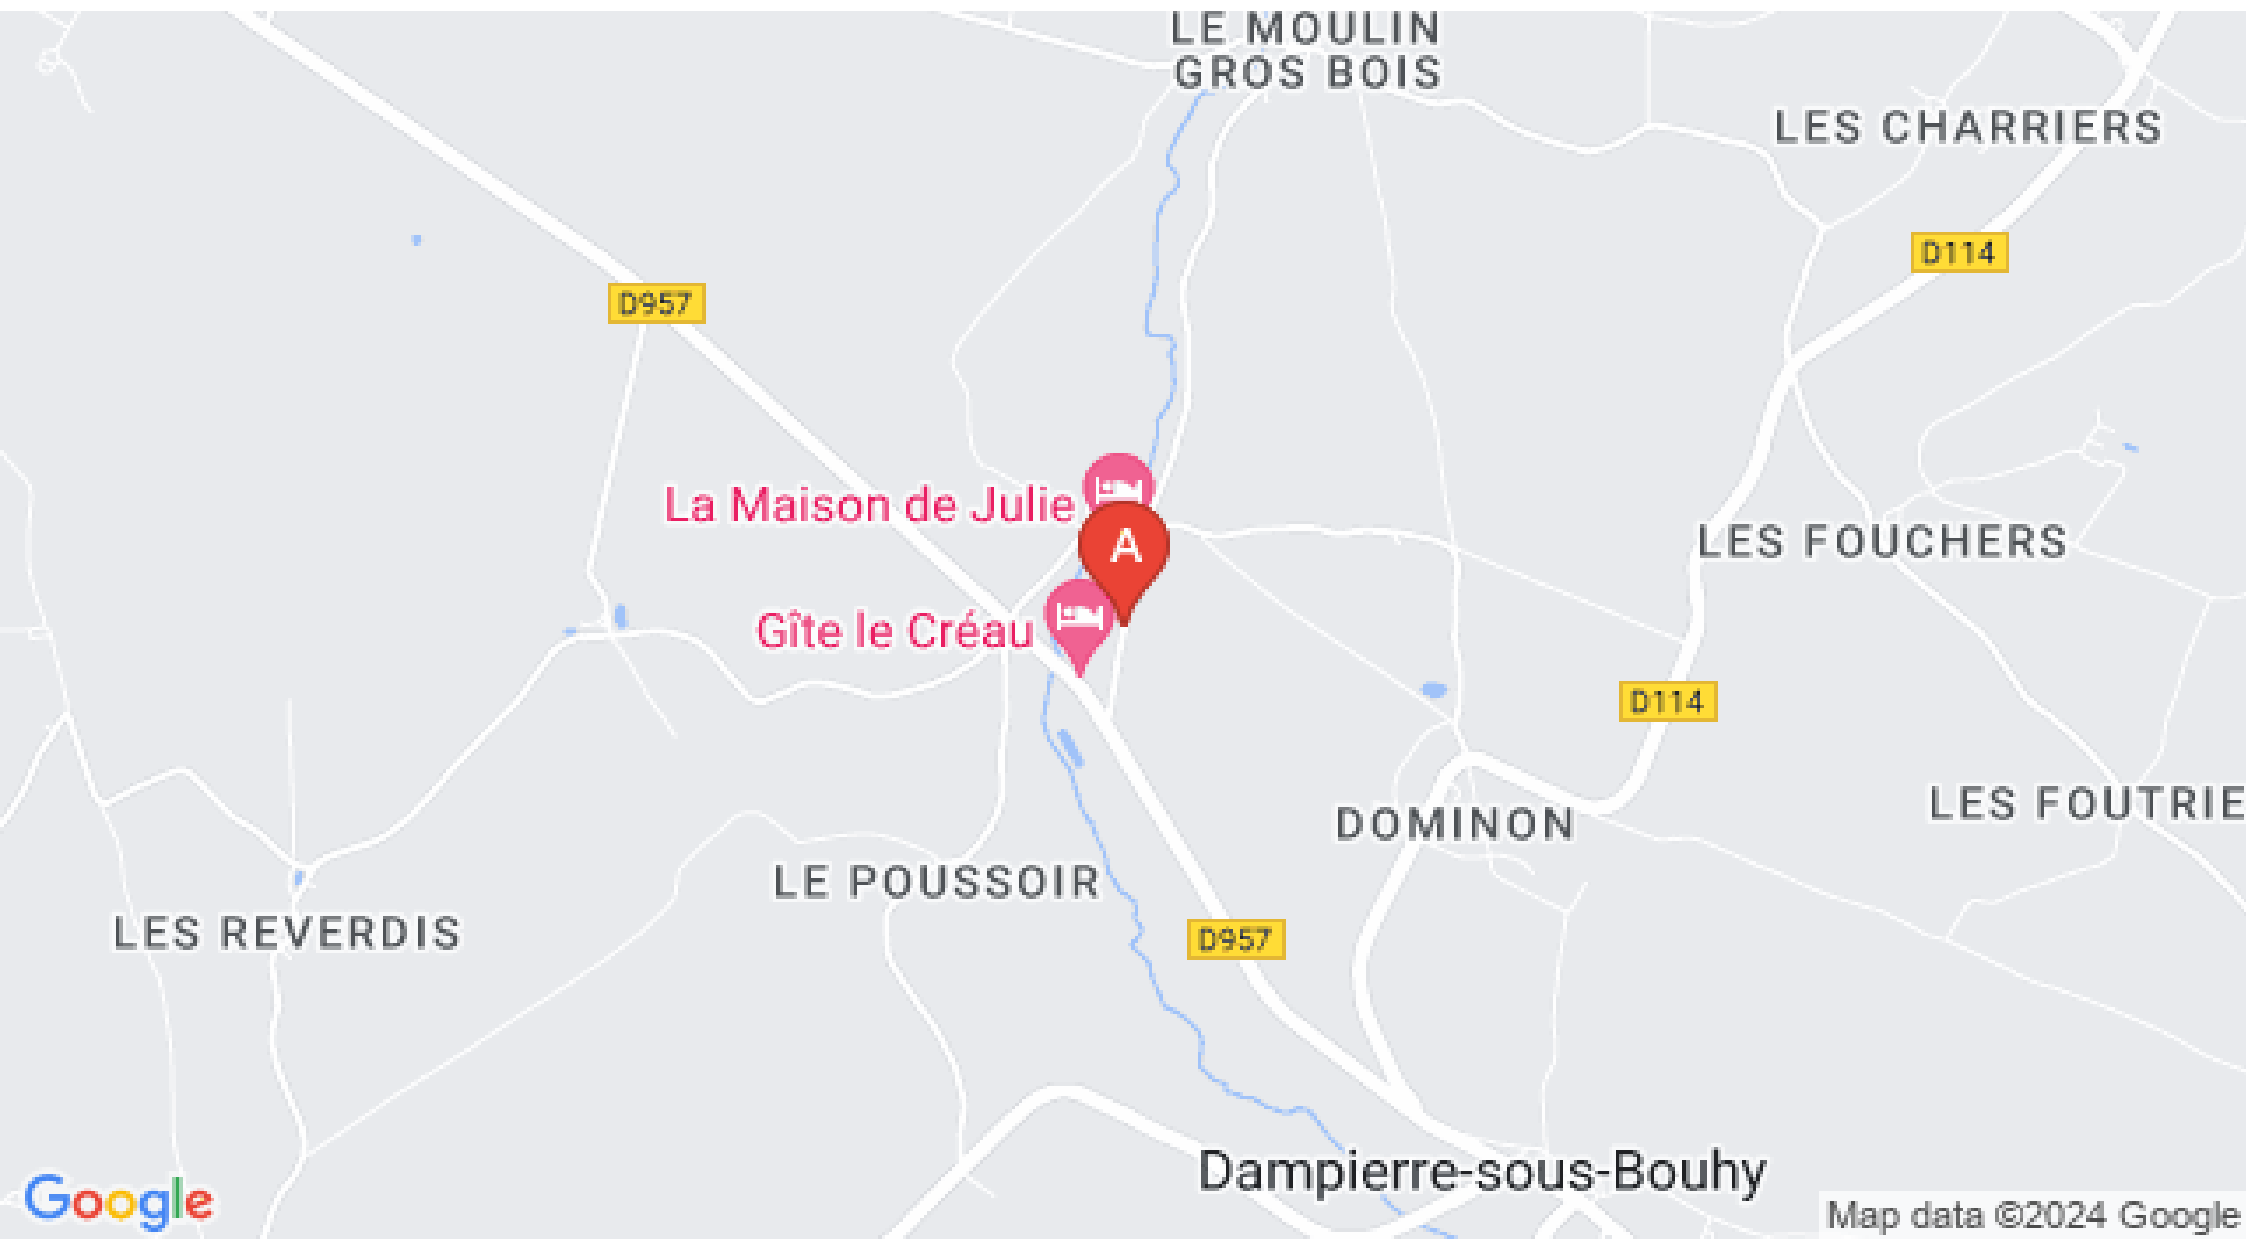 LE MOULIN
GROS BOIS
LES CHARRIERS
D114
D957
La Maison de Julie
A
LES FOUCHERS
Gîte le Créau
D114
LES FOUTRIE
DOMINON
LE POUSSOIR
LES REVERDIS
D957
Dampierre-sous-Bouhy
Google
Map data ©2024 Google